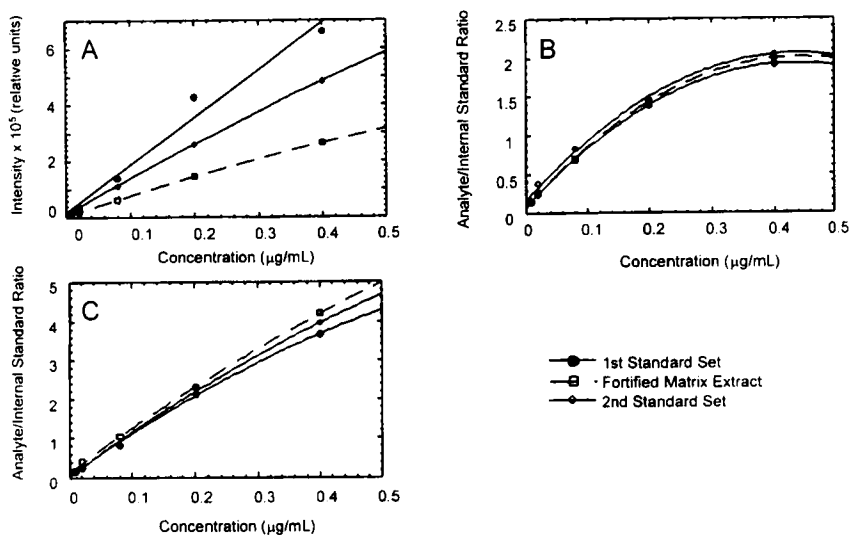 A
Intensity x 10⁵ (relative units)
6
4
2
0
0 0.1 0.2 0.3 0.4 0.5
Concentration (µg/mL)
B
Analyte/Internal Standard Ratio
2.5
2
1.5
1
0.5
0
0 0.1 0.2 0.3 0.4 0.5
Concentration (µg/mL)
C
Analyte/Internal Standard Ratio
5
4
3
2
1
0
0 0.1 0.2 0.3 0.4 0.5
Concentration (µg/mL)
1st Standard Set
Fortified Matrix Extract
2nd Standard Set